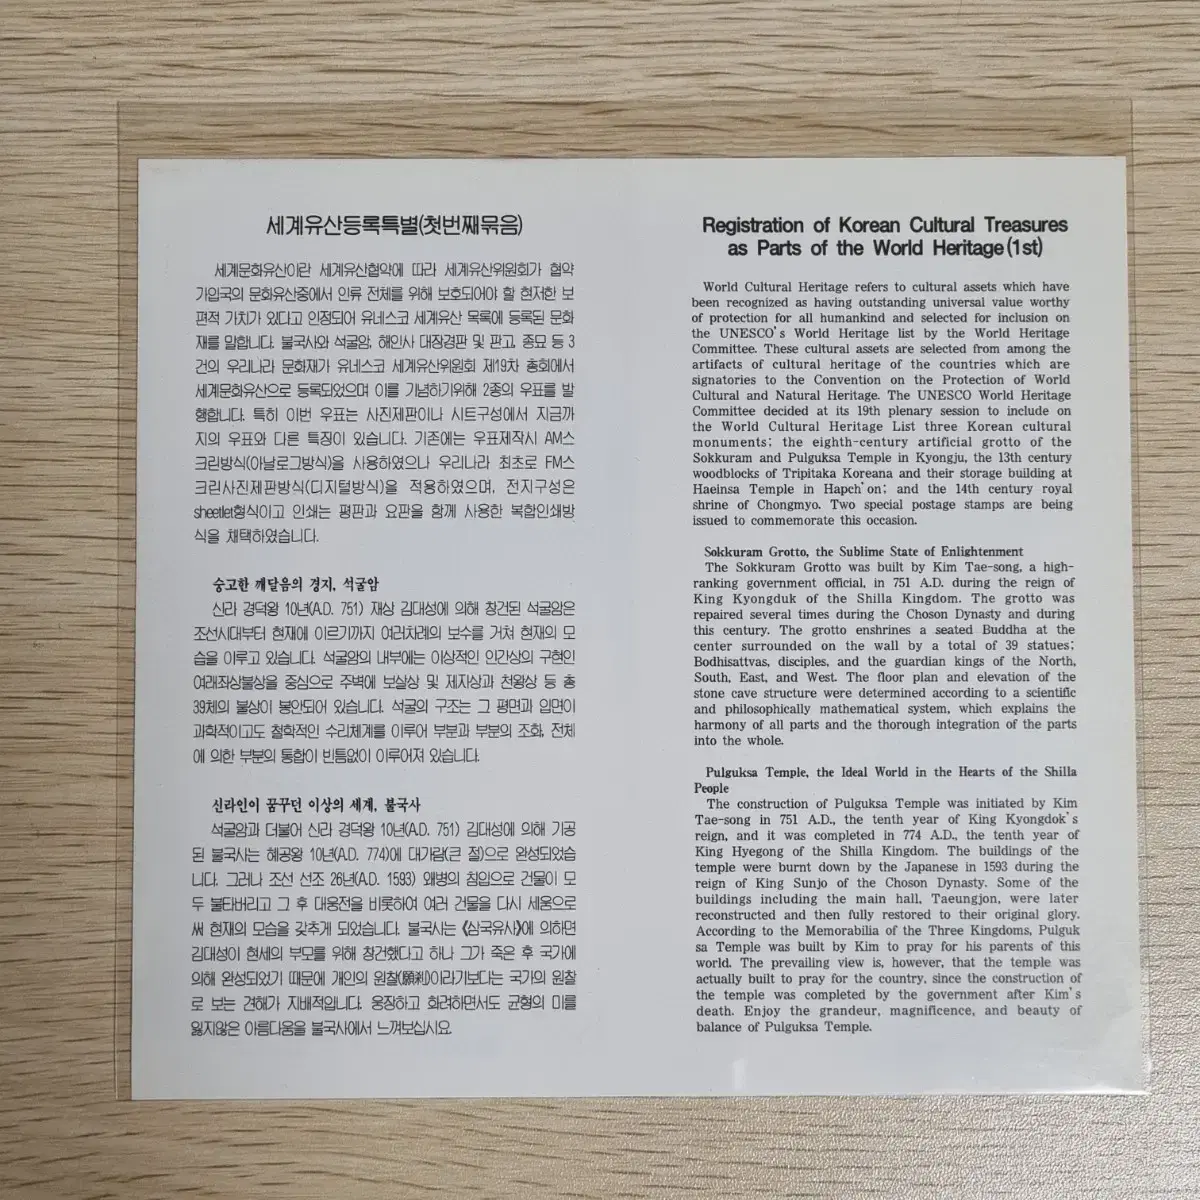 세계유산등록특별(첫번째묶음)
세계문화유산이란 세계유산협약에 따라 세계유산위원회가 협약
가입국의 문화유산중에서 인류 전체를 위해 보호되어야 할 현저한 보
편적 가치가 있다고 인정되어 유네스코 세계유산 목록에 등록된 문화
재를 말합니다. 불국사와 석굴암, 해인사 대장경판 및 판고, 종묘 등 3
건의 우리나라 문화재가 유네스코 세계유산위원회 제19차 총회에서
세계문화유산으로 등록되었으며 이를 기념하기위해 2종의 우표를 발
행합니다. 특히 이번 우표는 사진제판이나 시트구성에서 지금까
지의 우표와 다른 특징이 있습니다. 기존에는 우표제작시 AM스
크린방식(아날로그방식)을 사용하였으나 우리나라 최초로 FM스
크린사진제판방식(디지털방식)을 적용하였으며, 전지구성은
sheetlet형식이고 인쇄는 평판과 요판을 함께 사용한 복합인쇄방
식을 채택하였습니다.
숭고한 깨달음의 경지, 석굴암
신라 경덕왕 10년(A.D. 751) 재상 김대성에 의해 창건된 석굴암은
조선시대부터 현재에 이르기까지 여러차례의 보수를 거쳐 현재의 모
습을 이루고 있습니다. 석굴암의 내부에는 이상적인 인간상의 구현인
여래좌상불상을 중심으로 주벽에 보살상 및 제자상과 천왕상 등 총
39체의 불상이 봉안되어 있습니다. 석굴의 구조는 그 평면과 입면이
과학적이고도 철학적인 수리체계를 이루어 부분과 부분의 조화, 전체
에 의한 부분의 통합이 빈틈없이 이루어져 있습니다.
신라인이 꿈꾸던 이상의 세계, 불국사
석굴암과 더불어 신라 경덕왕 10년(A.D. 751) 김대성에 의해 기공
된 불국사는 혜공왕 10년(A.D. 774)에 대가람(큰 절)으로 완성되었습
니다. 그러나 조선 선조 26년(A.D. 1593) 왜병의 침입으로 건물이 모
두 불타버리고 그 후 대웅전을 비롯하여 여러 건물을 다시 세움으로
써 현재의 모습을 갖추게 되었습니다. 불국사는 《삼국유사》에 의하면
김대성이 현세의 부모를 위해 창건했다고 하나 그가 죽은 후 국가에
의해 완성되었기 때문에 개인의 원찰(願刹)이라기보다는 국가의 원찰
로 보는 견해가 지배적입니다. 웅장하고 화려하면서도 균형의 미를
잃지않은 아름다움을 불국사에서 느껴보십시요.
Registration of Korean Cultural Treasures
as Parts of the World Heritage(1st)
World Cultural Heritage refers to cultural assets which have
been recognized as having outstanding universal value worthy
of protection for all humankind and selected for inclusion on
the UNESCO's World Heritage list by the World Heritage
Committee. These cultural assets are selected from among the
artifacts of cultural heritage of the countries which are
signatories to the Convention on the Protection of World
Cultural and Natural Heritage. The UNESCO World Heritage
Committee decided at its 19th plenary session to include on
the World Cultural Heritage List three Korean cultural
monuments; the eighth-century artificial grotto of the
Sokkuram and Pulguksa Temple in Kyongju, the 13th century
woodblocks of Tripitaka Koreana and their storage building at
Haeinsa Temple in Hapch'on; and the 14th century royal
shrine of Chongmyo. Two special postage stamps are being
issued to commemorate this occasion.
Sokkuram Grotto, the Sublime State of Enlightenment
The Sokkuram Grotto was built by Kim Tae-song, a high-
ranking government official, in 751 A.D. during the reign of
King Kyongduk of the Shilla Kingdom. The grotto was
repaired several times during the Choson Dynasty and during
this century. The grotto enshrines a seated Buddha at the
center surrounded on the wall by a total of 39 statues;
Bodhisattvas, disciples, and the guardian kings of the North,
South, East, and West. The floor plan and elevation of the
stone cave structure were determined according to a scientific
and philosophically mathematical system, which explains the
harmony of all parts and the thorough integration of the parts
into the whole.
Pulguksa Temple, the Ideal World in the Hearts of the Shilla
People
The construction of Pulguksa Temple was initiated by Kim
Tae-song in 751 A.D., the tenth year of King Kyongdok's
reign, and it was completed in 774 A.D., the tenth year of
King Hyegong of the Shilla Kingdom. The buildings of the
temple were burnt down by the Japanese in 1593 during the
reign of King Sunjo of the Choson Dynasty. Some of the
buildings including the main hall, Taeungjon, were later
reconstructed and then fully restored to their original glory.
According to the Memorabilia of the Three Kingdoms, Pulguk
sa Temple was built by Kim to pray for his parents of this
world. The prevailing view is, however, that the temple was
actually built to pray for the country, since the construction of
the temple was completed by the government after Kim's
death. Enjoy the grandeur, magnificence, and beauty of
balance of Pulguksa Temple.